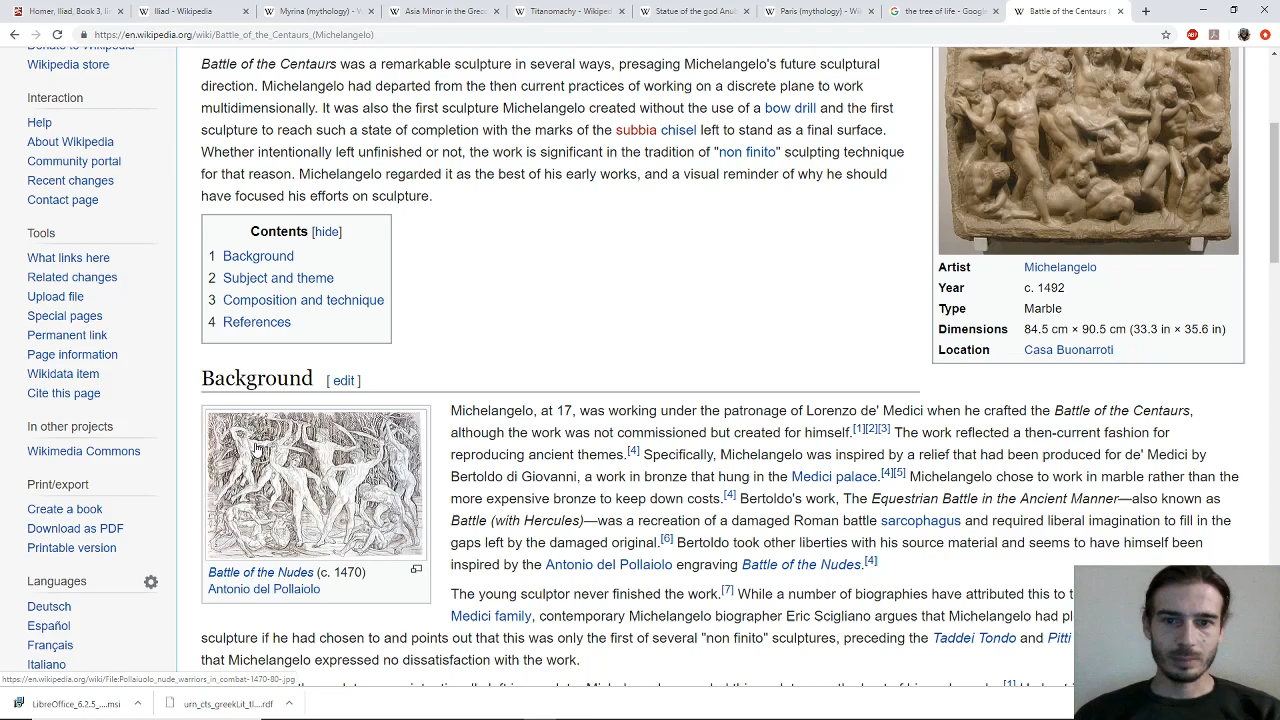 Homer, Iliad, Book 3, li
Iliad - Wikipedia
Myrina (mythology) - W
Asia Minor in the Greco
Titanomachy - Wikiped
Statue of the god Anub
Paris (mythology) - Wik
the tree of life - Google
Battle of the Centaurs (
https://en.wikipedia.org/wiki/Battle_of_the_Centaurs_(Michelangelo)
Donate to Wikipedia
Wikipedia store
Interaction
Help
About Wikipedia
Community portal
Recent changes
Contact page
Tools
What links here
Related changes
Upload file
Special pages
Permanent link
Page information
Wikidata item
Cite this page
In other projects
Wikimedia Commons
Print/export
Create a book
Download as PDF
Printable version
Languages
Deutsch
Español
Français
Italiano
Battle of the Centaurs was a remarkable sculpture in several ways, presaging Michelangelo's future sculptural
direction. Michelangelo had departed from the then current practices of working on a discrete plane to work
multidimensionally. It was also the first sculpture Michelangelo created without the use of a bow drill and the first
sculpture to reach such a state of completion with the marks of the subbia chisel left to stand as a final surface.
Whether intentionally left unfinished or not, the work is significant in the tradition of "non finito" sculpting technique
for that reason. Michelangelo regarded it as the best of his early works, and a visual reminder of why he should
have focused his efforts on sculpture.
Contents [hide]
1 Background
2 Subject and theme
3 Composition and technique
4 References
Artist Michelangelo
Year c. 1492
Type Marble
Dimensions 84.5 cm × 90.5 cm (33.3 in × 35.6 in)
Location Casa Buonarroti
Background [ edit ]
Battle of the Nudes (c. 1470)
Antonio del Pollaiolo
Michelangelo, at 17, was working under the patronage of Lorenzo de' Medici when he crafted the Battle of the Centaurs,
although the work was not commissioned but created for himself.[1][2][3] The work reflected a then-current fashion for
reproducing ancient themes.[4] Specifically, Michelangelo was inspired by a relief that had been produced for de' Medici by
Bertoldo di Giovanni, a work in bronze that hung in the Medici palace.[4][5] Michelangelo chose to work in marble rather than the
more expensive bronze to keep down costs.[4] Bertoldo's work, The Equestrian Battle in the Ancient Manner—also known as
Battle (with Hercules)—was a recreation of a damaged Roman battle sarcophagus and required liberal imagination to fill in the
gaps left by the damaged original.[6] Bertoldo took other liberties with his source material and seems to have himself been
inspired by the Antonio del Pollaiolo engraving Battle of the Nudes.[4]
The young sculptor never finished the work.[7] While a number of biographies have attributed this to t
Medici family, contemporary Michelangelo biographer Eric Scigliano argues that Michelangelo had pl
sculpture if he had chosen to and points out that this was only the first of several "non finito" sculptures, preceding the Taddei Tondo and Pitti
that Michelangelo expressed no dissatisfaction with the work.
https://en.wikipedia.org/wiki/File:Pollaiuolo_nude_warriors_in_combat-1470-80-.jpg
LibreOffice_6.2.5_....msi
urn_cts_greekLit_tl....rdf